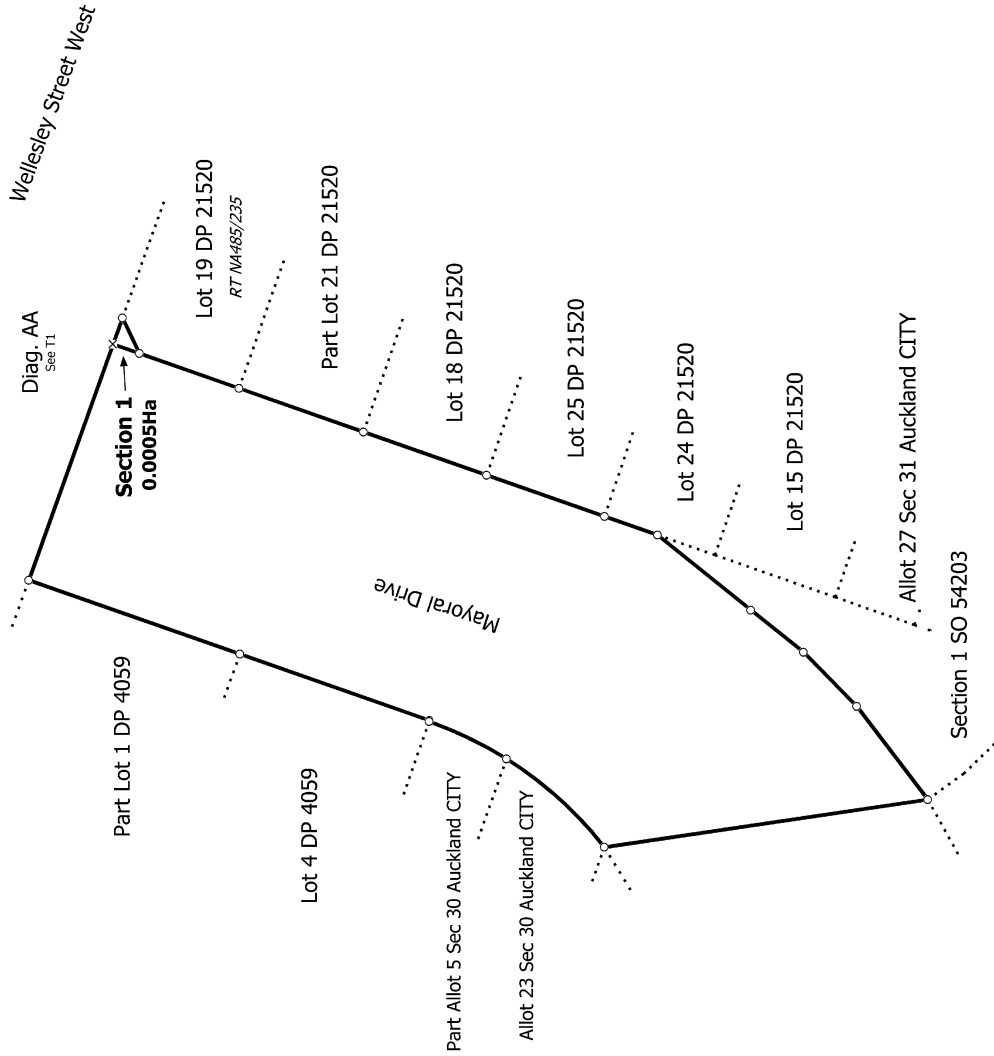 Wellesley Street West
Diag. AA
See T1
Section 1
0.0005Ha
Lot 19 DP 21520
RT NA485/235
Part Lot 21 DP 21520
Lot 18 DP 21520
Lot 25 DP 21520
Lot 24 DP 21520
Lot 15 DP 21520
Allot 27 Sec 31 Auckland CITY
Section 1 SO 54203
Mayoral Drive
Part Lot 1 DP 4059
Lot 4 DP 4059
Part Allot 5 Sec 30 Auckland CITY
Allot 23 Sec 30 Auckland CITY